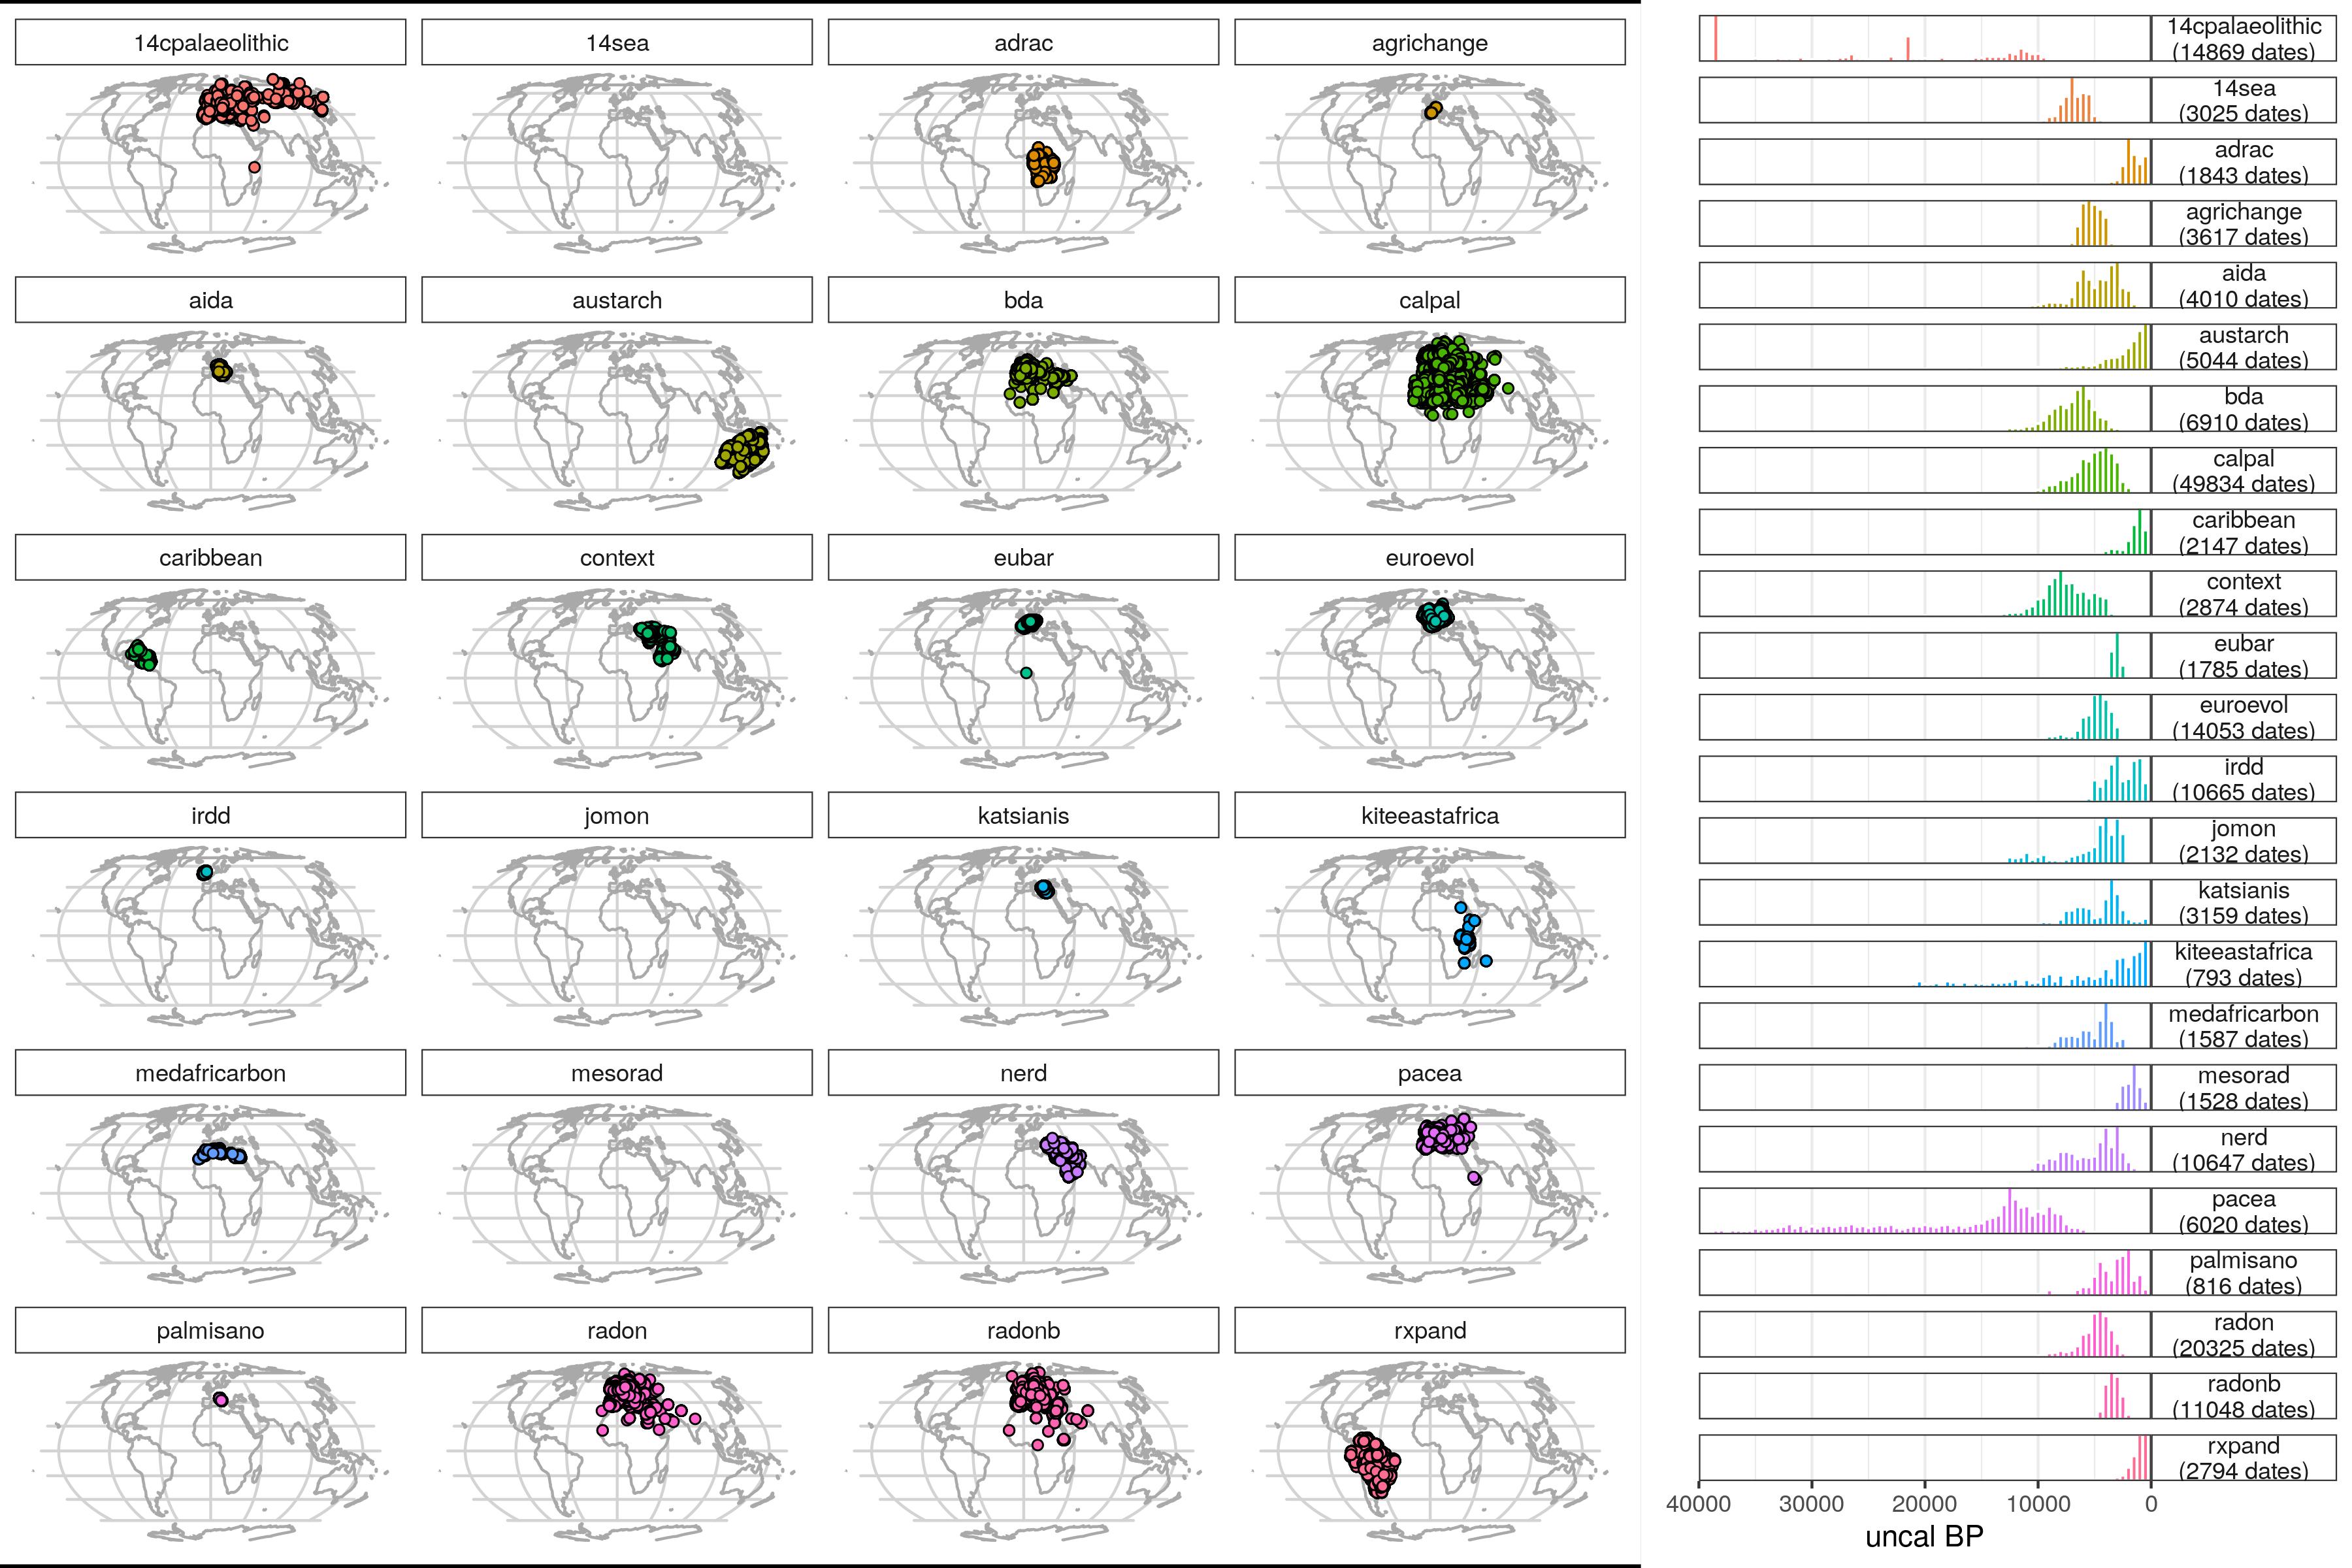 14cpalaeolithic
14sea
adrac
agrichange
aida
austarch
bda
calpal
caribbean
context
eubar
euroevol
irdd
jomon
katsianis
kiteeastafrica
medafricarbon
mesorad
nerd
pacea
palmisano
radon
radonb
rxpand
14cpalaeolithic
(14869 dates)
14sea
(3025 dates)
adrac
(1843 dates)
agrichange
(3617 dates)
aida
(4010 dates)
austarch
(5044 dates)
bda
(6910 dates)
calpal
(49834 dates)
caribbean
(2147 dates)
context
(2874 dates)
eubar
(1785 dates)
euroevol
(14053 dates)
irdd
(10665 dates)
jomon
(2132 dates)
katsianis
(3159 dates)
kiteeastafrica
(793 dates)
medafricarbon
(1587 dates)
mesorad
(1528 dates)
nerd
(10647 dates)
pacea
(6020 dates)
palmisano
(816 dates)
radon
(20325 dates)
radonb
(11048 dates)
rxpand
(2794 dates)
40000 30000 20000 10000 0
uncal BP